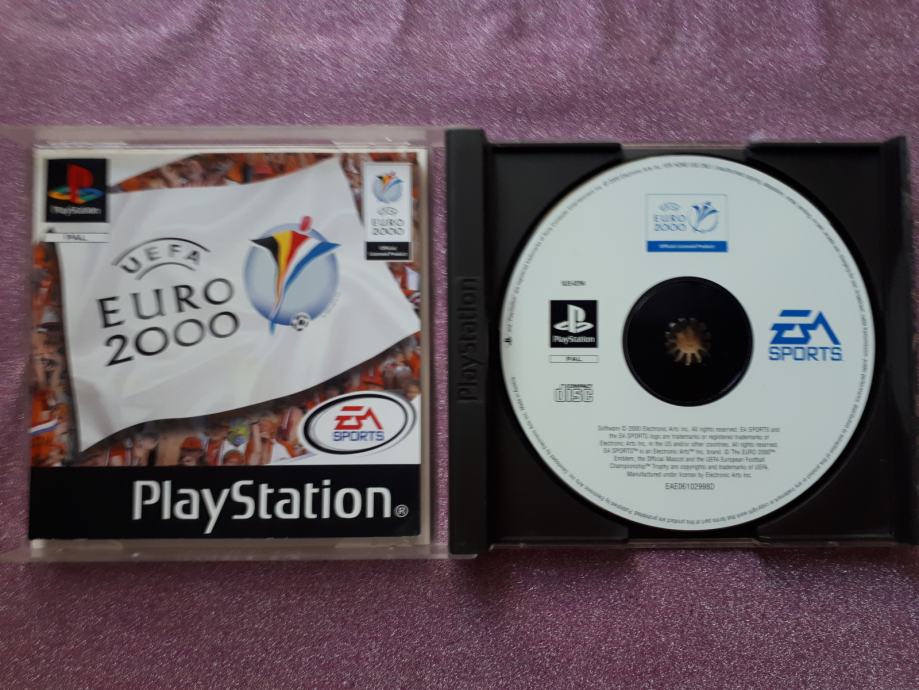 PlayStation
PAL
UEFA
EURO
2000
UEFA
EURO
2000
Official
Licensed Product
EA
SPORTS
PlayStation®
PlayStation
UEFA
EURO
2000
Official Licensed Product
PlayStation
PAL
EA
SPORTS
COMPACT
disc
Software © 2000 Electronic Arts Inc. All rights reserved. EA SPORTS and
the EA SPORTS logo are trademarks or registered trademarks of
Electronic Arts Inc. in the US and/or other countries. All rights reserved.
EA SPORTS™ is an Electronic Arts™ Inc. brand. © The EURO 2000™
Emblem, the Official Mascot and the UEFA European Football
Championship™ Trophy are copyrights and trademarks of UEFA.
Manufactured under license by Electronic Arts Inc.
EAE06102998D